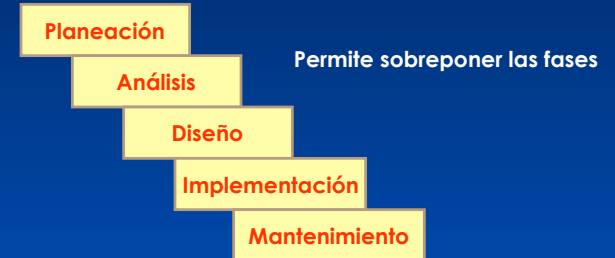 Planeación
Permite sobreponer las fases
Análisis
Diseño
Implementación
Mantenimiento